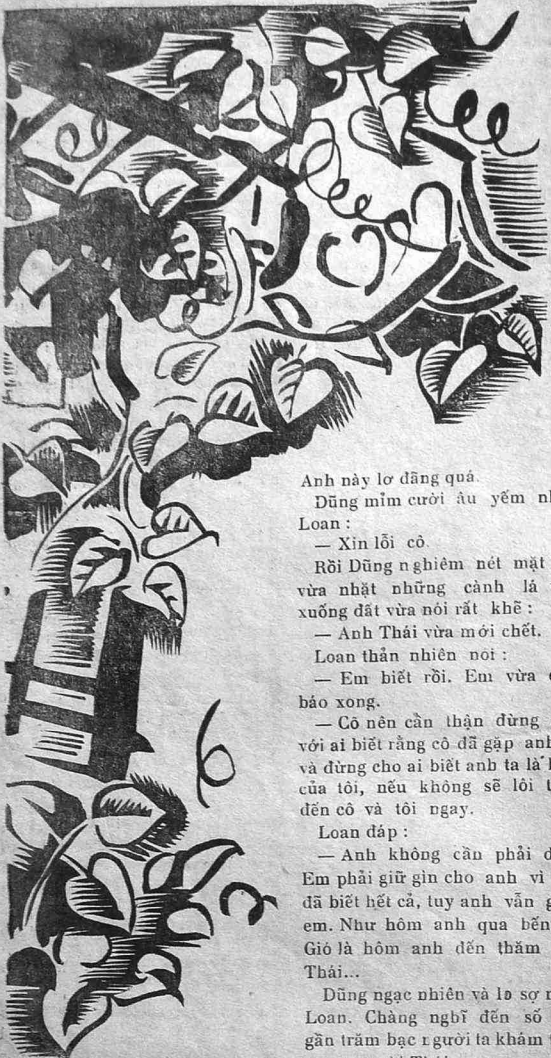 Anh này lơ đãng quá.
Dũng mỉm cười âu yếm
Loan :
— Xin lỗi cô.
Rồi Dũng nghiêm nét mặt
vừa nhặt những cành lá
xuống đất vừa nói rất khẽ :
— Anh Thái vừa mới chết.
Loan thản nhiên nói :
— Em biết rồi. Em vừa
báo xong.
— Cô nên cẩn thận đừng
với ai biết rằng cô đã gặp anh
và đừng cho ai biết anh ta là
của tôi, nếu không sẽ lôi
đến cô và tôi ngay.
Loan đáp :
— Anh không cần phải
Em phải giữ gìn cho anh vì
đã biết hết cả, tuy anh vẫn
em. Như hôm anh qua bến
Gió là hôm anh đến thăm
Thái...
Dũng ngạc nhiên và lo sợ
Loan. Chàng nghĩ đến số
gần trăm bạc người ta khám